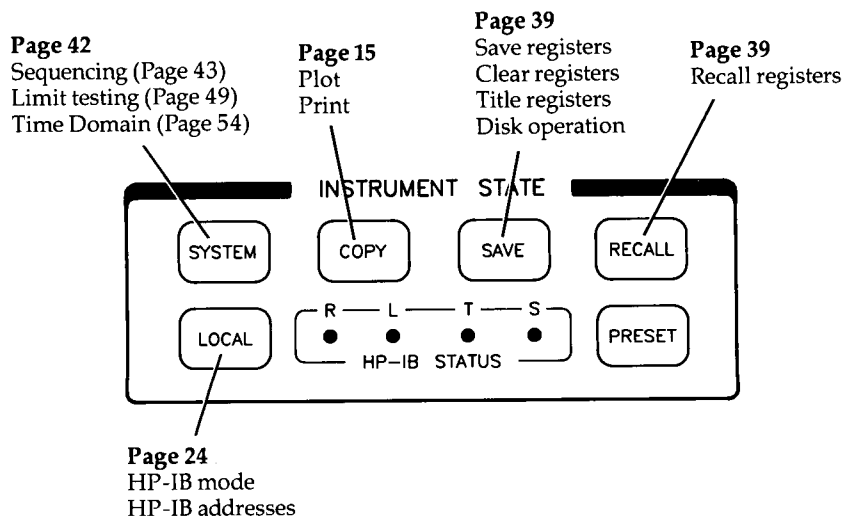 Page 42
Sequencing (Page 43)
Limit testing (Page 49)
Time Domain (Page 54)
Page 15
Plot
Print
Page 39
Save registers
Clear registers
Title registers
Disk operation
Page 39
Recall registers
INSTRUMENT STATE
SYSTEM
COPY
SAVE
RECALL
LOCAL
R L T S
HP-IB STATUS
PRESET
Page 24
HP-IB mode
HP-IB addresses